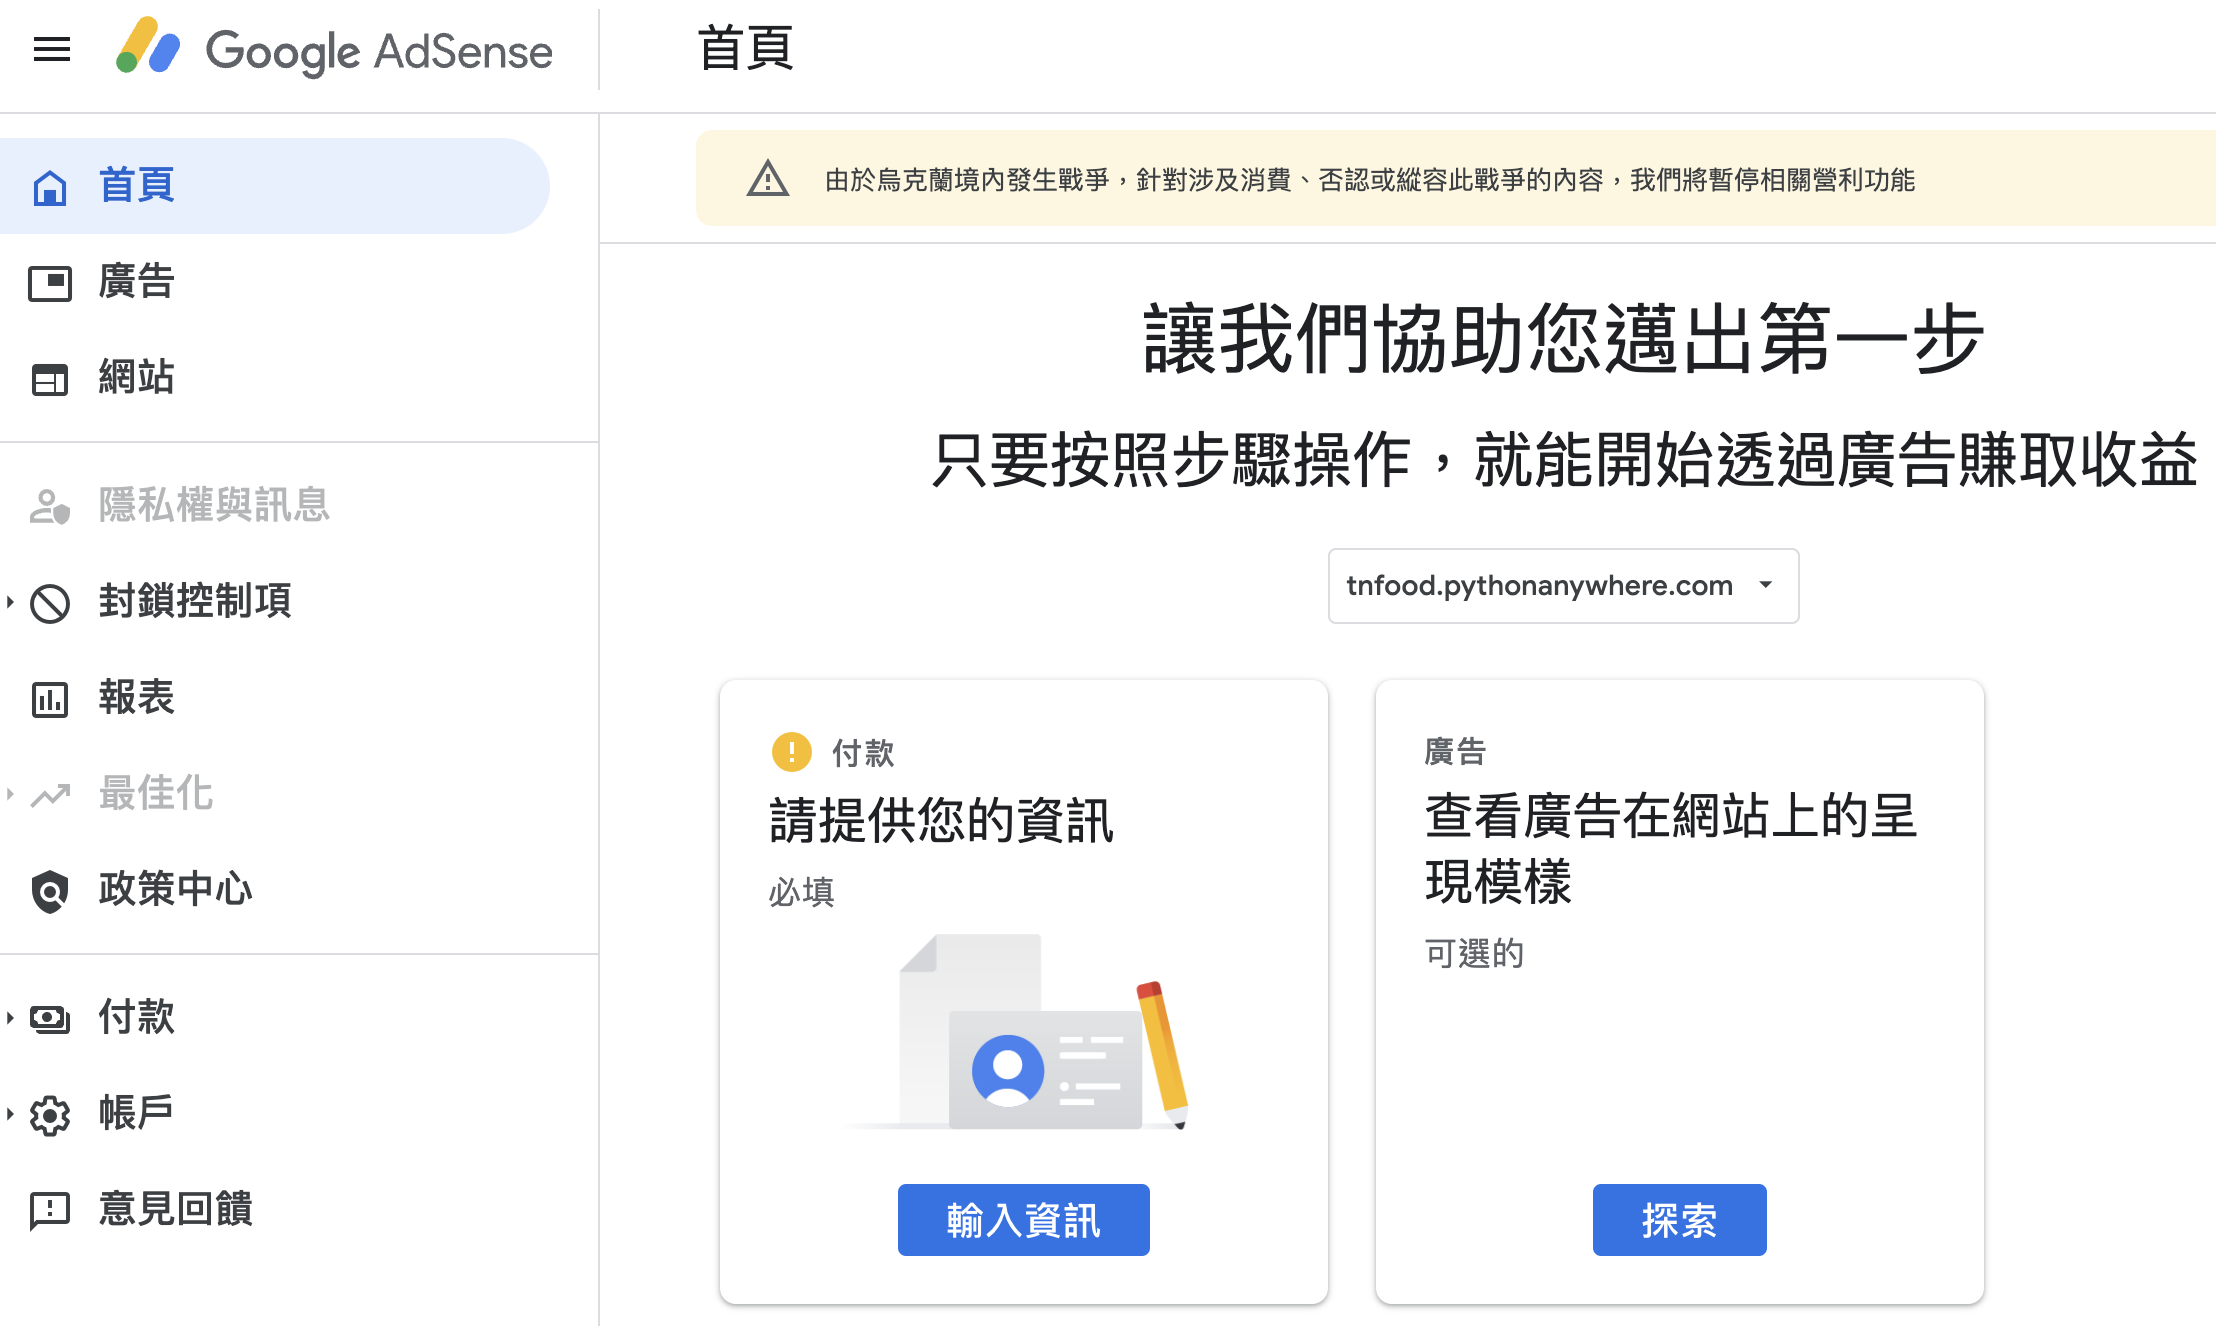 Google AdSense
首頁
首頁
廣告
網站
隱私權與訊息
封鎖控制項
報表
最佳化
政策中心
付款
帳戶
意見回饋
由於烏克蘭境內發生戰爭，針對涉及消費、否認或縱容此戰爭的內容，我們將暫停相關營利功能
讓我們協助您邁出第一步
只要按照步驟操作，就能開始透過廣告賺取收益
tnfood.pythonanywhere.com
付款
請提供您的資訊
必填
輸入資訊
廣告
查看廣告在網站上的呈
現模樣
可選的
探索